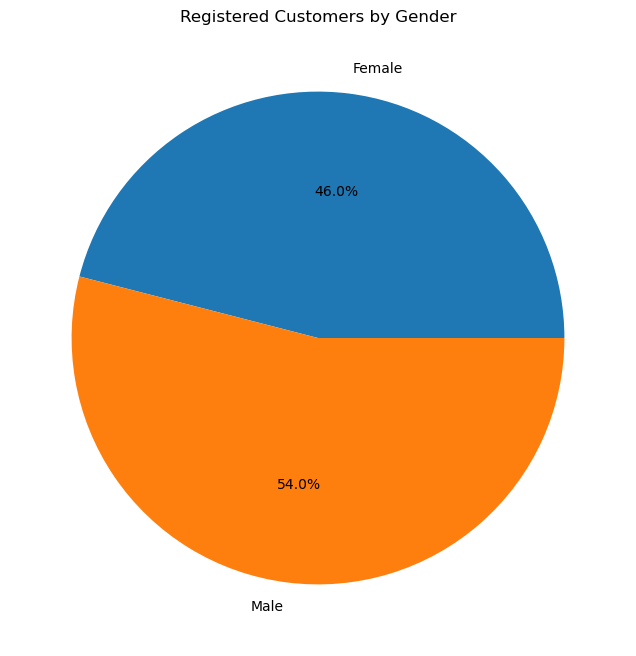 Registered Customers by Gender
Female
46.0%
54.0%
Male